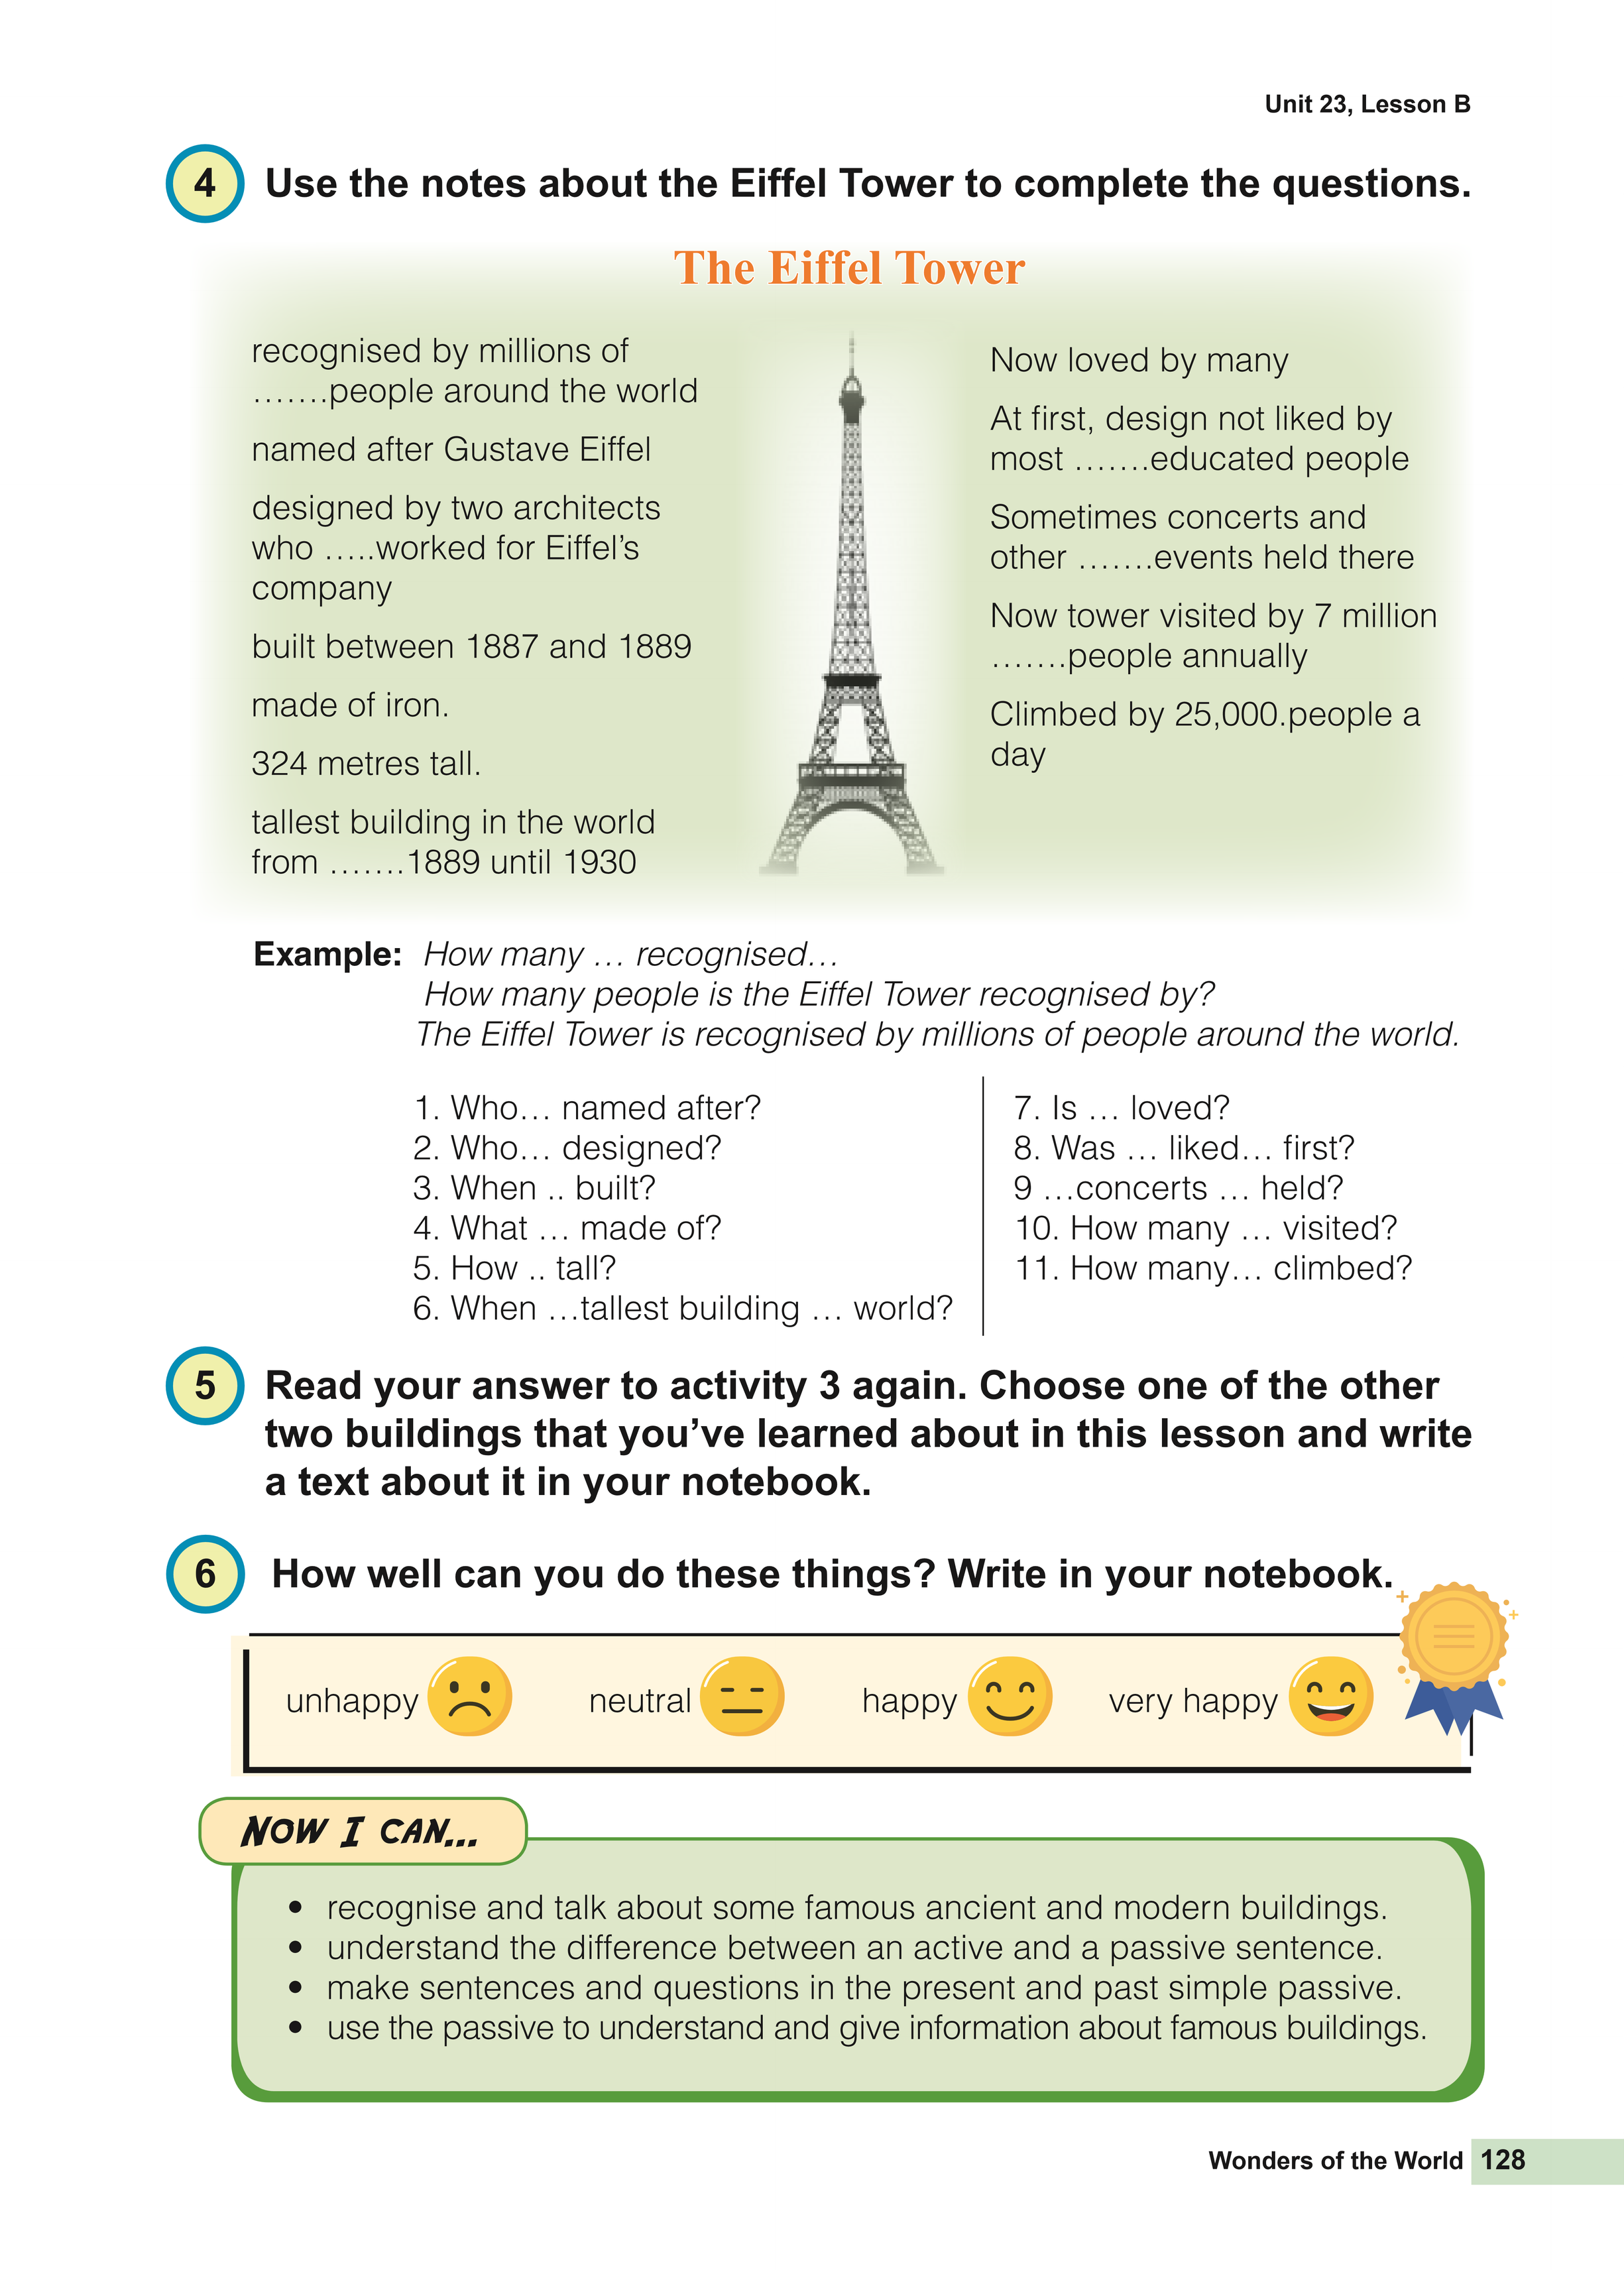 Unit 23, Lesson B
4 Use the notes about the Eiffel Tower to complete the questions.
The Eiffel Tower
recognised by millions of
.......people around the world
named after Gustave Eiffel
designed by two architects
who .....worked for Eiffel’s
company
built between 1887 and 1889
made of iron.
324 metres tall.
tallest building in the world
from .......1889 until 1930
Now loved by many
At first, design not liked by
most .......educated people
Sometimes concerts and
other .......events held there
Now tower visited by 7 million
.......people annually
Climbed by 25,000.people a
day
Example: How many … recognised…
How many people is the Eiffel Tower recognised by?
The Eiffel Tower is recognised by millions of people around the world.
1. Who… named after?
2. Who… designed?
3. When .. built?
4. What … made of?
5. How .. tall?
6. When …tallest building … world?
7. Is … loved?
8. Was … liked… first?
9 …concerts … held?
10. How many … visited?
11. How many… climbed?
5 Read your answer to activity 3 again. Choose one of the other
two buildings that you’ve learned about in this lesson and write
a text about it in your notebook.
6 How well can you do these things? Write in your notebook.
unhappy neutral happy very happy
Now I can...
• recognise and talk about some famous ancient and modern buildings.
• understand the difference between an active and a passive sentence.
• make sentences and questions in the present and past simple passive.
• use the passive to understand and give information about famous buildings.
Wonders of the World 128